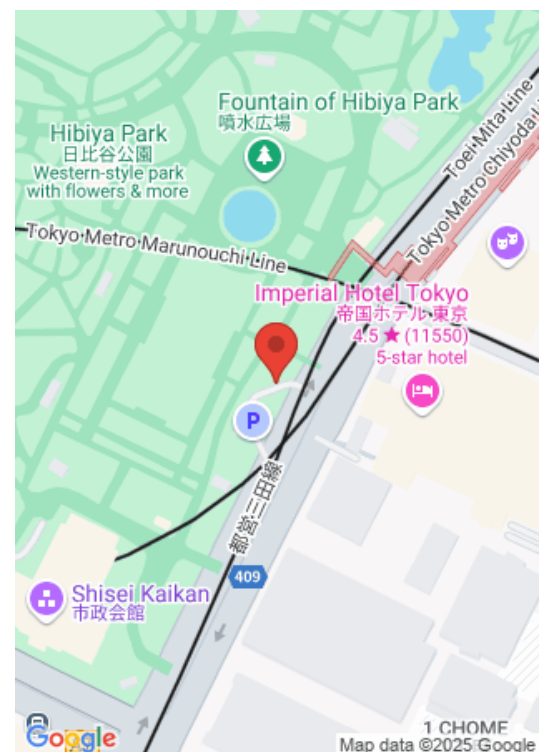 Fountain of Hibiya Park
噴水広場
Hibiya Park
日比谷公園
Western-style park
with flowers & more
Toei-Mita Line
Tokyo Metro Chiyoda
Tokyo Metro Marunouchi Line
Imperial Hotel Tokyo
帝国ホテル 東京
4.5 ★ (11550)
5-star hotel
P
都営三田線
409
Shisei Kaikan
市政会館
Google
1 CHOME
Map data ©2025 Google